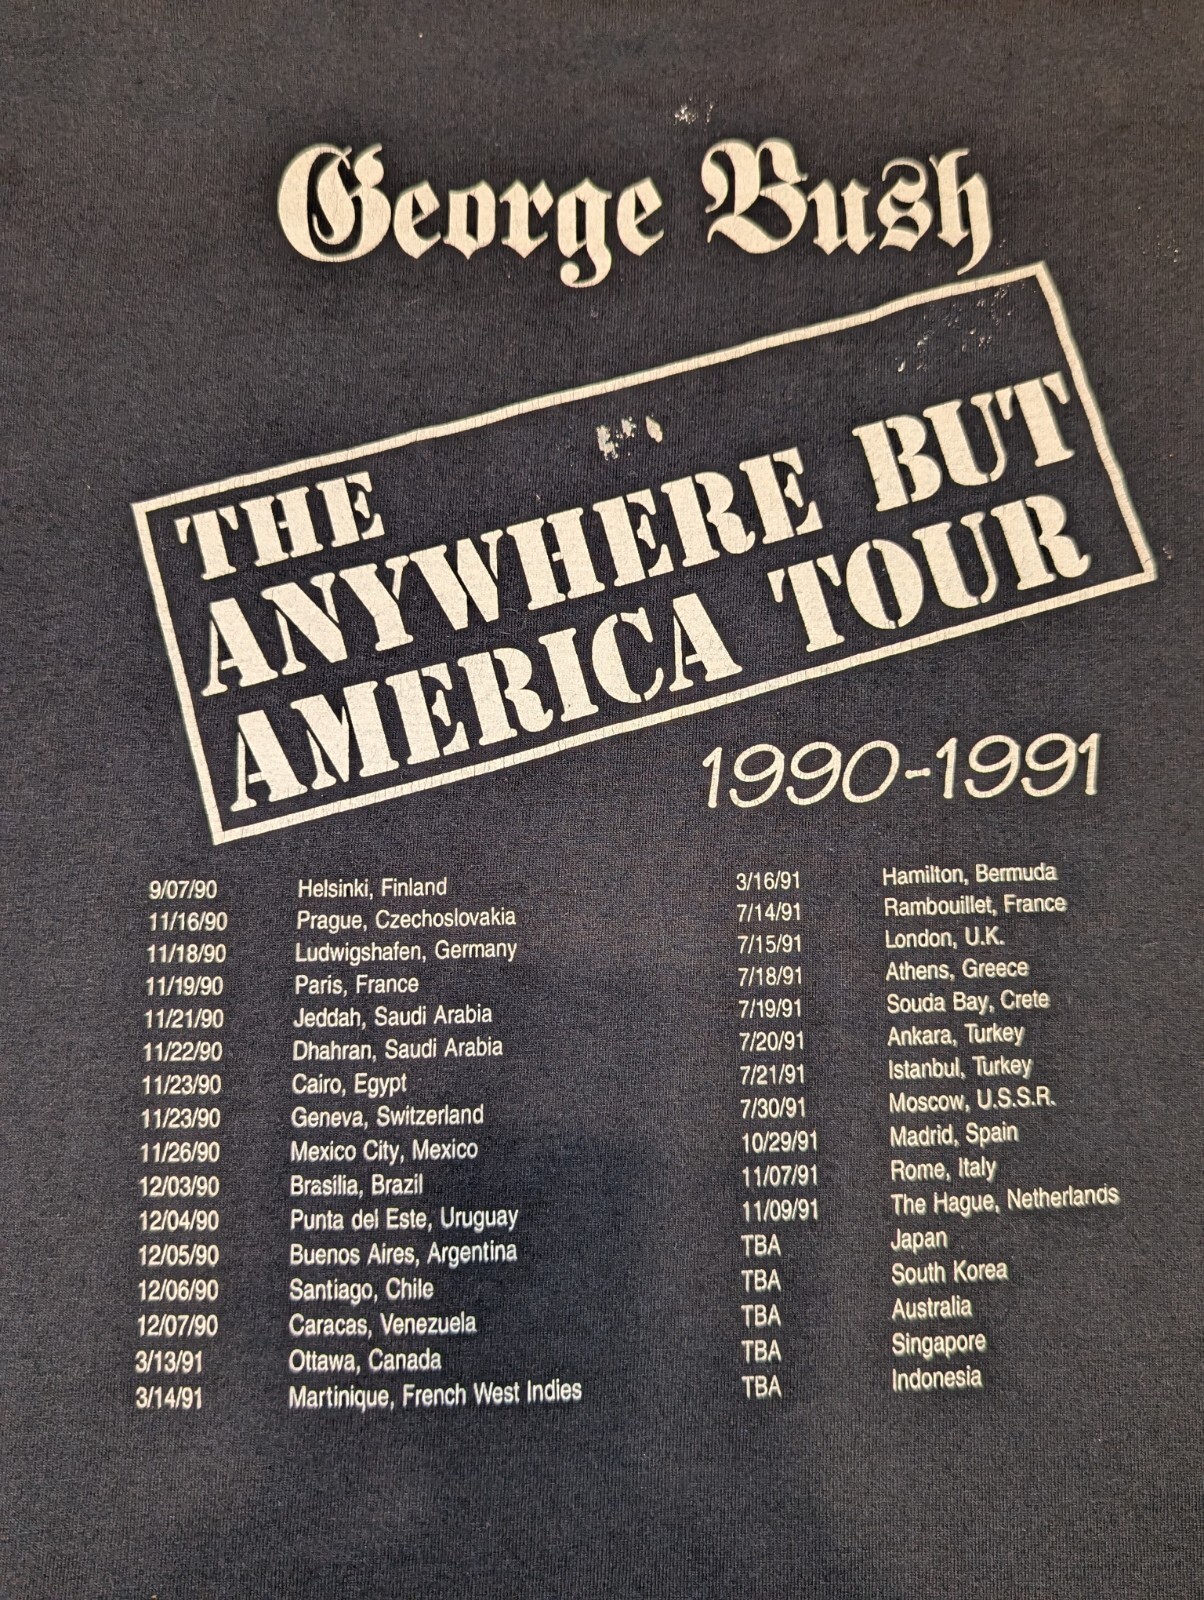 George Bush
THE
ANYWHERE BUT
AMERICA TOUR
1990-1991
9/07/90 Helsinki, Finland
11/16/90 Prague, Czechoslovakia
11/18/90 Ludwigshafen, Germany
11/19/90 Paris, France
11/21/90 Jeddah, Saudi Arabia
11/22/90 Dhahran, Saudi Arabia
11/23/90 Cairo, Egypt
11/23/90 Geneva, Switzerland
11/26/90 Mexico City, Mexico
12/03/90 Brasilia, Brazil
12/04/90 Punta del Este, Uruguay
12/05/90 Buenos Aires, Argentina
12/06/90 Santiago, Chile
12/07/90 Caracas, Venezuela
3/13/91 Ottawa, Canada
3/14/91 Martinique, French West Indies
3/16/91 Hamilton, Bermuda
7/14/91 Rambouillet, France
7/15/91 London, U.K.
7/18/91 Athens, Greece
7/19/91 Souda Bay, Crete
7/20/91 Ankara, Turkey
7/21/91 Istanbul, Turkey
7/30/91 Moscow, U.S.S.R.
10/29/91 Madrid, Spain
11/07/91 Rome, Italy
11/09/91 The Hague, Netherlands
TBA Japan
TBA South Korea
TBA Australia
TBA Singapore
TBA Indonesia